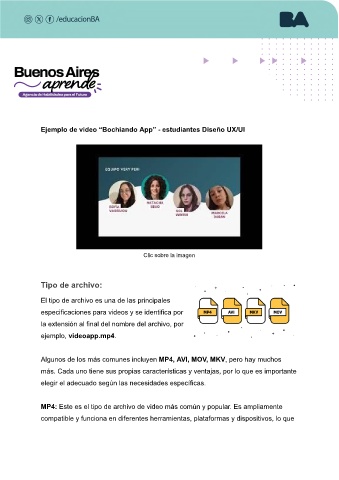 /educacionBA
BA
Buenos Aires
aprende
Agencia de Habilidades para el Futuro
Ejemplo de video “Bochiando App” - estudiantes Diseño UX/UI
Clic sobre la imagen
Tipo de archivo:
El tipo de archivo es una de las principales
especificaciones para videos y se identifica por
la extensión al final del nombre del archivo, por
ejemplo, videoapp.mp4.
MP4 AVI MKV MOV
Algunos de los más comunes incluyen MP4, AVI, MOV, MKV, pero hay muchos
más. Cada uno tiene sus propias características y ventajas, por lo que es importante
elegir el adecuado según las necesidades específicas.
MP4: Este es el tipo de archivo de video más común y popular. Es ampliamente
compatible y funciona en diferentes herramientas, plataformas y dispositivos, lo que